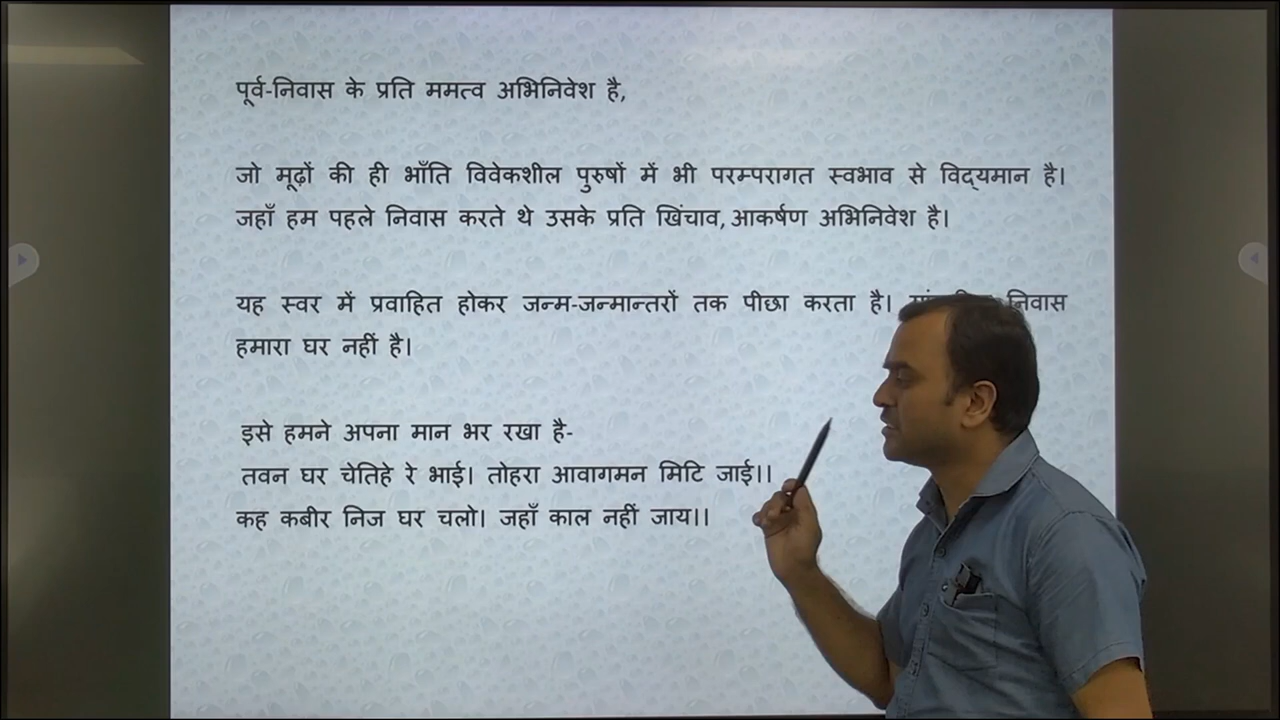 पूर्व-निवास के प्रति ममत्व अभिनिवेश है,
जो मूढ़ों की ही भाँति विवेकशील पुरुषों में भी परम्परागत स्वभाव से विद्यमान है।
जहाँ हम पहले निवास करते थे उसके प्रति खिंचाव, आकर्षण अभिनिवेश है।
यह स्वर में प्रवाहित होकर जन्म-जन्मान्तरों तक पीछा करता है। निवास
हमारा घर नहीं है।
इसे हमने अपना मान भर रखा है-
तवन घर चेतिहे रे भाई। तोहरा आवागमन मिटि जाई।।
कह कबीर निज घर चलो। जहाँ काल नहीं जाय।।